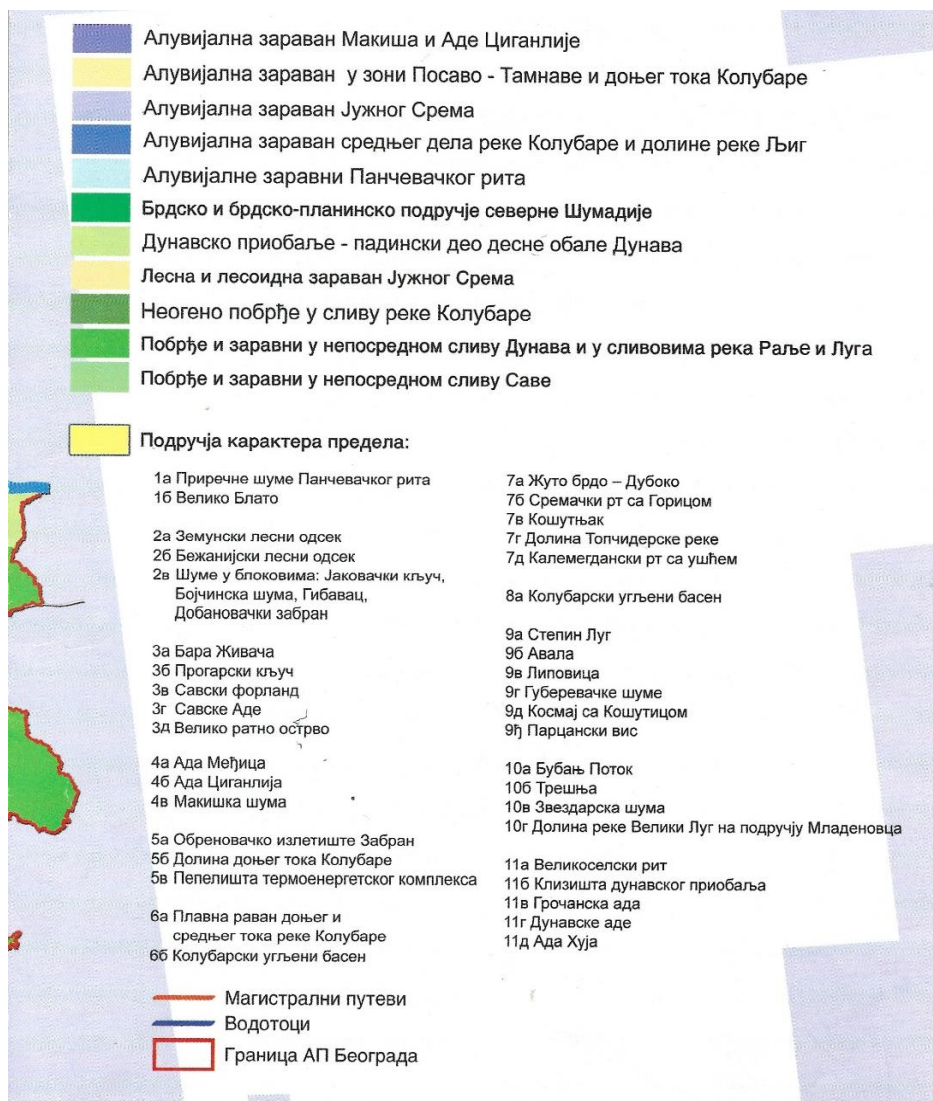 Алувијална зараван Макиша и Аде Циганлије
Алувијална зараван у зони Посаво - Тамнаве и доњег тока Колубаре
Алувијална зараван Јужног Срема
Алувијална зараван средњег дела реке Колубаре и долине реке Љиг
Алувијалне заравни Панчевачког рита
Брдско и брдско-планинско подручје северне Шумадије
Дунавско приобаље - падински део десне обале Дунава
Лесна и лесоидна зараван Јужног Срема
Неогено побрђе у сливу реке Колубаре
Побрђе и заравни у непосредном сливу Дунава и у сливовима река Раље и Луга
Побрђе и заравни у непосредном сливу Саве
Подручја карактера предела:
1а Приречне шуме Панчевачког рита
1б Велико Блато
2а Земунски лесни одсек
2б Бежанијски лесни одсек
2в Шуме у блоковима: Јаковачки кључ,
Бојчинска шума, Гибавац,
Добановачки забран
3а Бара Живача
3б Прогарски кључ
3в Савски форланд
3г Савске Аде
3д Велико ратно острво
4а Ада Међица
4б Ада Циганлија
4в Макишка шума
5а Обреновачко излетиште Забран
5б Долина доњег тока Колубаре
5в Пепелишта термоенергетског комплекса
6а Плавна раван доњег и
средњег тока реке Колубаре
6б Колубарски угљени басен
7а Жуто брдо – Дубоко
7б Сремачки рт са Горицом
7в Кошутњак
7г Долина Топчидерске реке
7д Калемегдански рт са ушћем
8а Колубарски угљени басен
9а Степин Луг
9б Авала
9в Липовица
9г Губеревачке шуме
9д Космај са Кошутицом
9ђ Парцански вис
10а Бубањ Поток
10б Трешња
10в Звездарска шума
10г Долина реке Велики Луг на подручју Младеновца
11а Великоселски рит
11б Клизишта дунавског приобаља
11в Грочанска ада
11г Дунавске аде
11д Ада Хуја
Магистрални путеви
Водотоци
Граница АП Београда